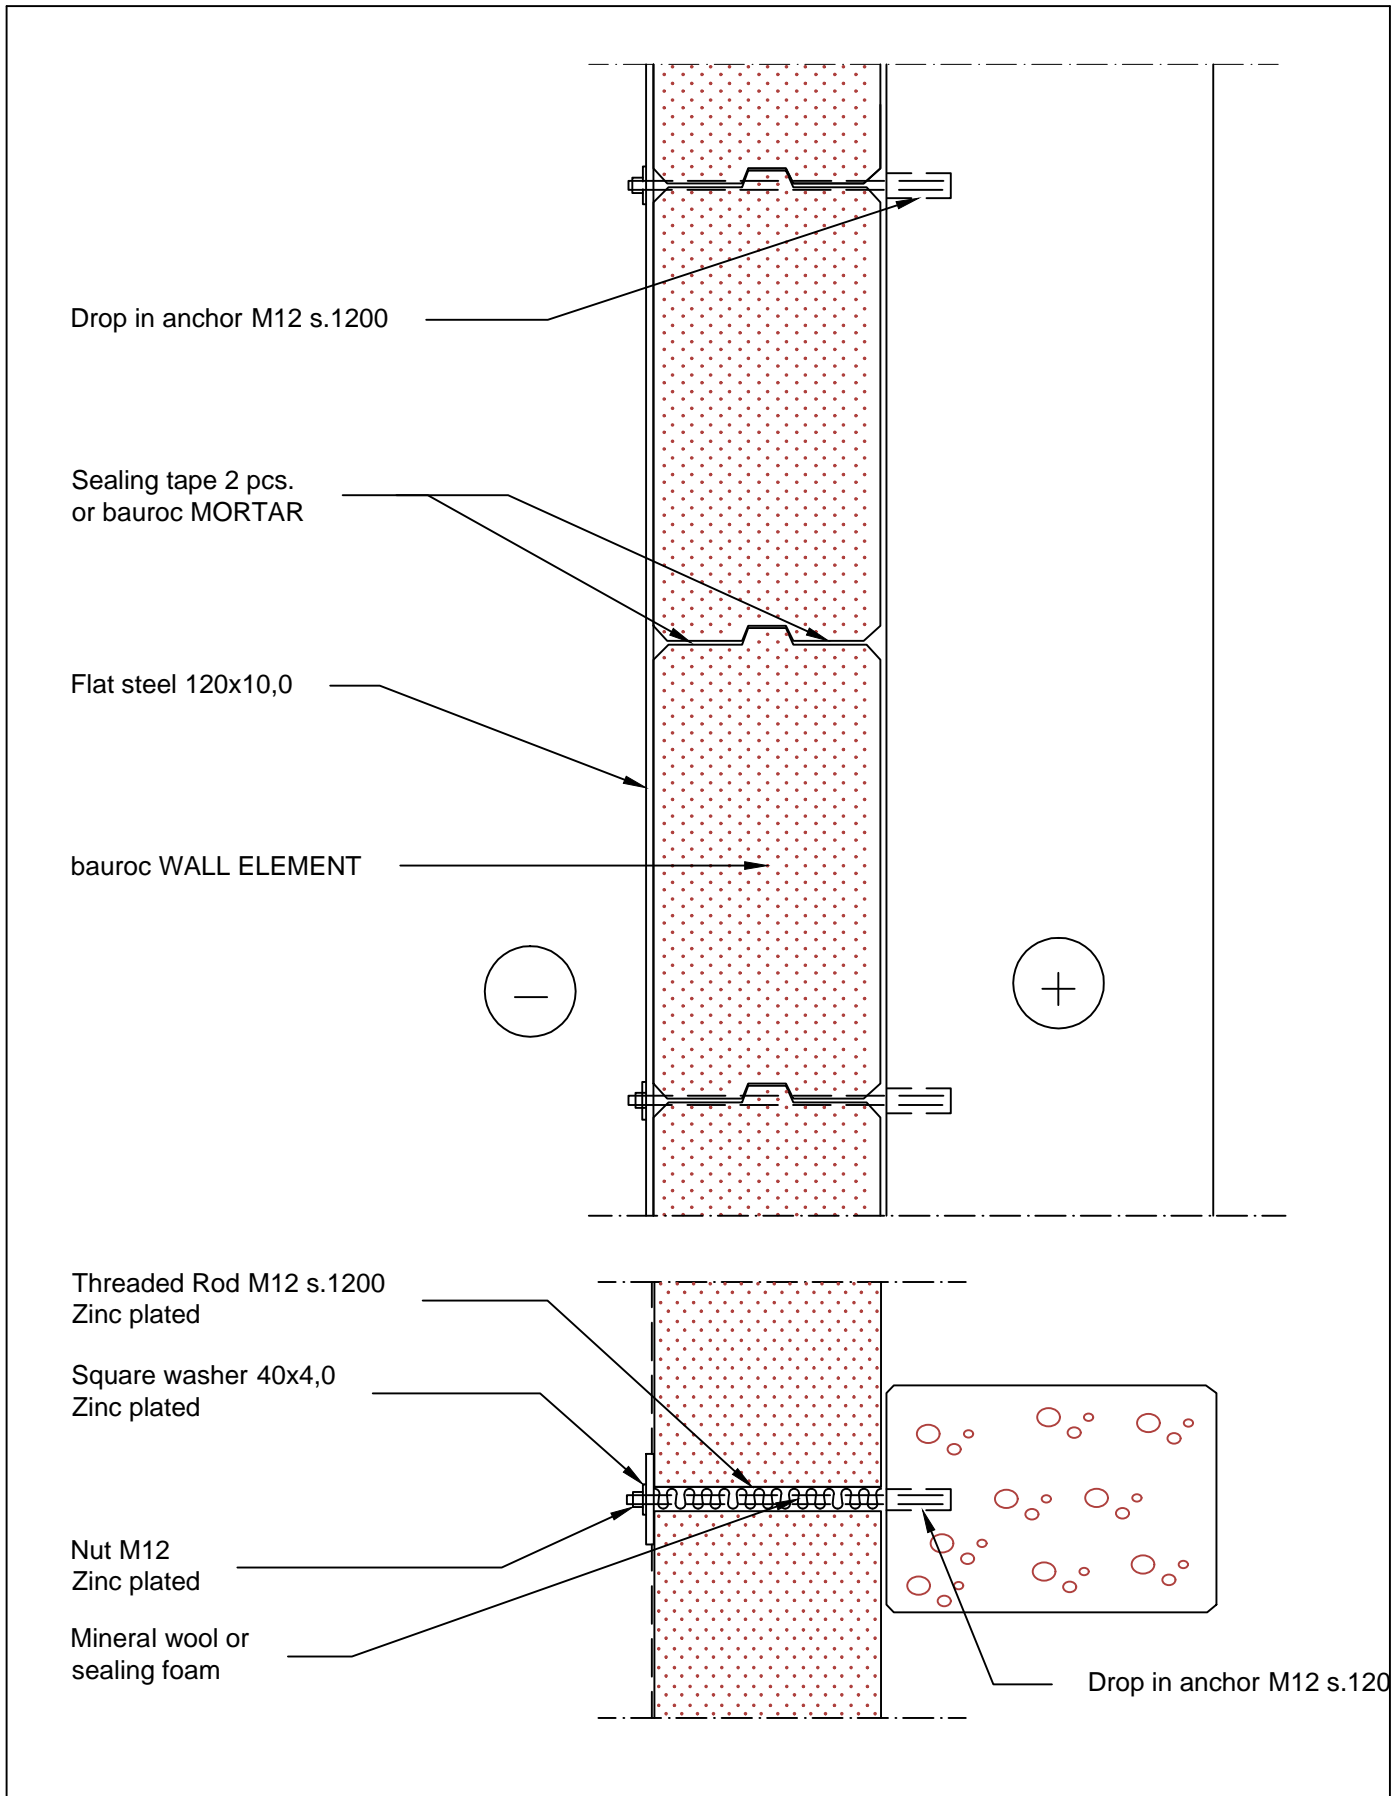 Drop in anchor M12 s.1200
Sealing tape 2 pcs.
or bauroc MORTAR
Flat steel 120x10,0
bauroc WALL ELEMENT
Threaded Rod M12 s.1200
Zinc plated
Square washer 40x4,0
Zinc plated
Nut M12
Zinc plated
Mineral wool or
sealing foam
Drop in anchor M12 s.120